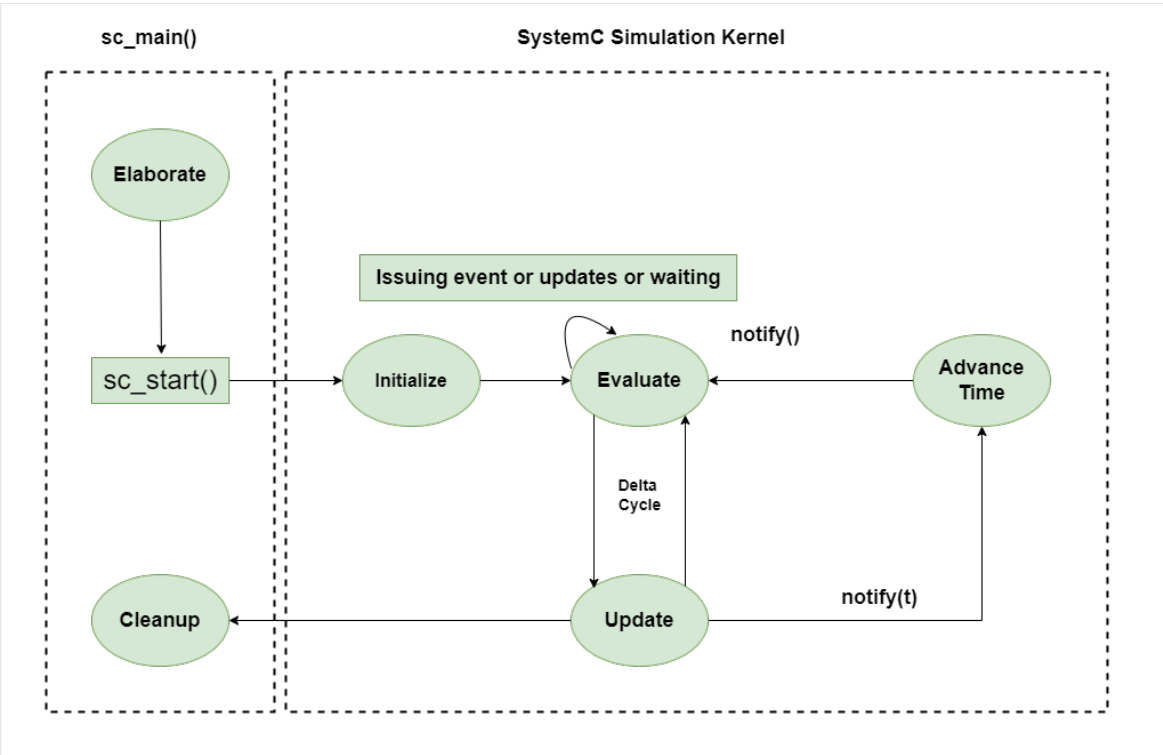 sc_main()
SystemC Simulation Kernel
Elaborate
Issuing event or updates or waiting
notify()
sc_start()
Initialize
Evaluate
Advance
Time
Delta
Cycle
notify(t)
Cleanup
Update